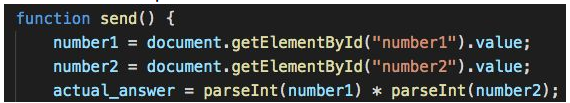 function send() {
number1 = document.getElementById("number1").value;
number2 = document.getElementById("number2").value;
actual_answer = parseInt(number1) * parseInt(number2);